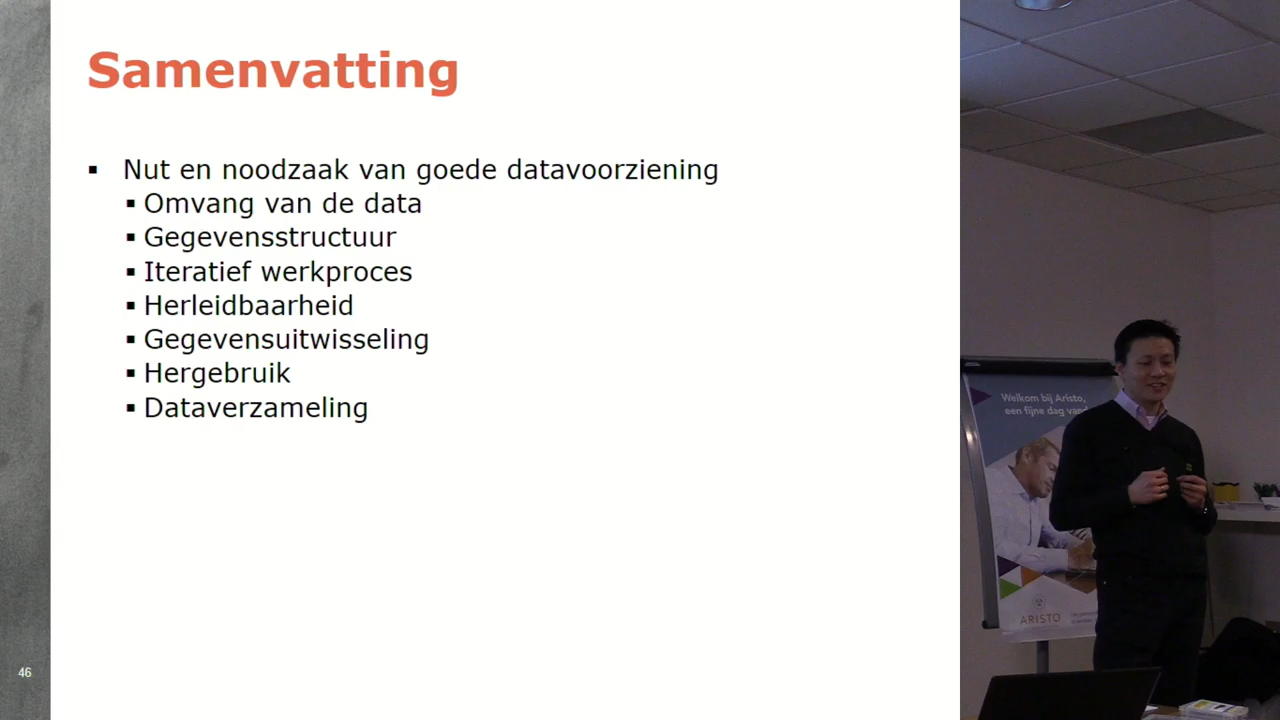 Samenvatting
▪ Nut en noodzaak van goede datavoorziening
▪ Omvang van de data
▪ Gegevensstructuur
▪ Iteratief werkproces
▪ Herleidbaarheid
▪ Gegevensuitwisseling
▪ Hergebruik
▪ Dataverzameling
46
Welkom bij Aristo,
een fijne dag
ARISTO